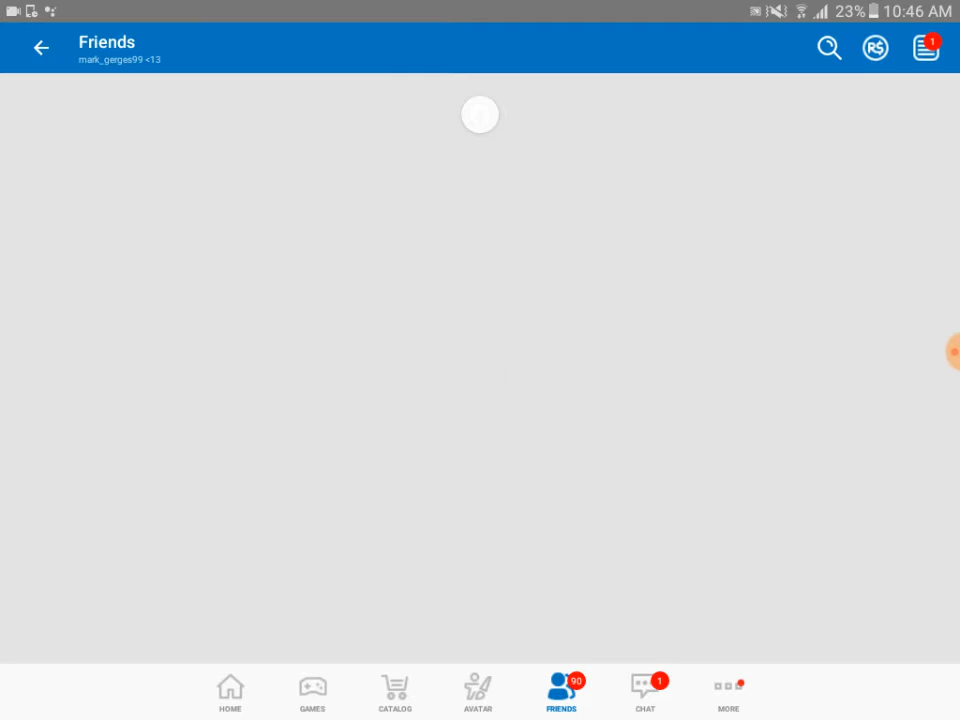 23% 10:46 AM
Friends
mark_gerges99 <13
R$
1
90
1
HOME
GAMES
CATALOG
AVATAR
FRIENDS
CHAT
MORE